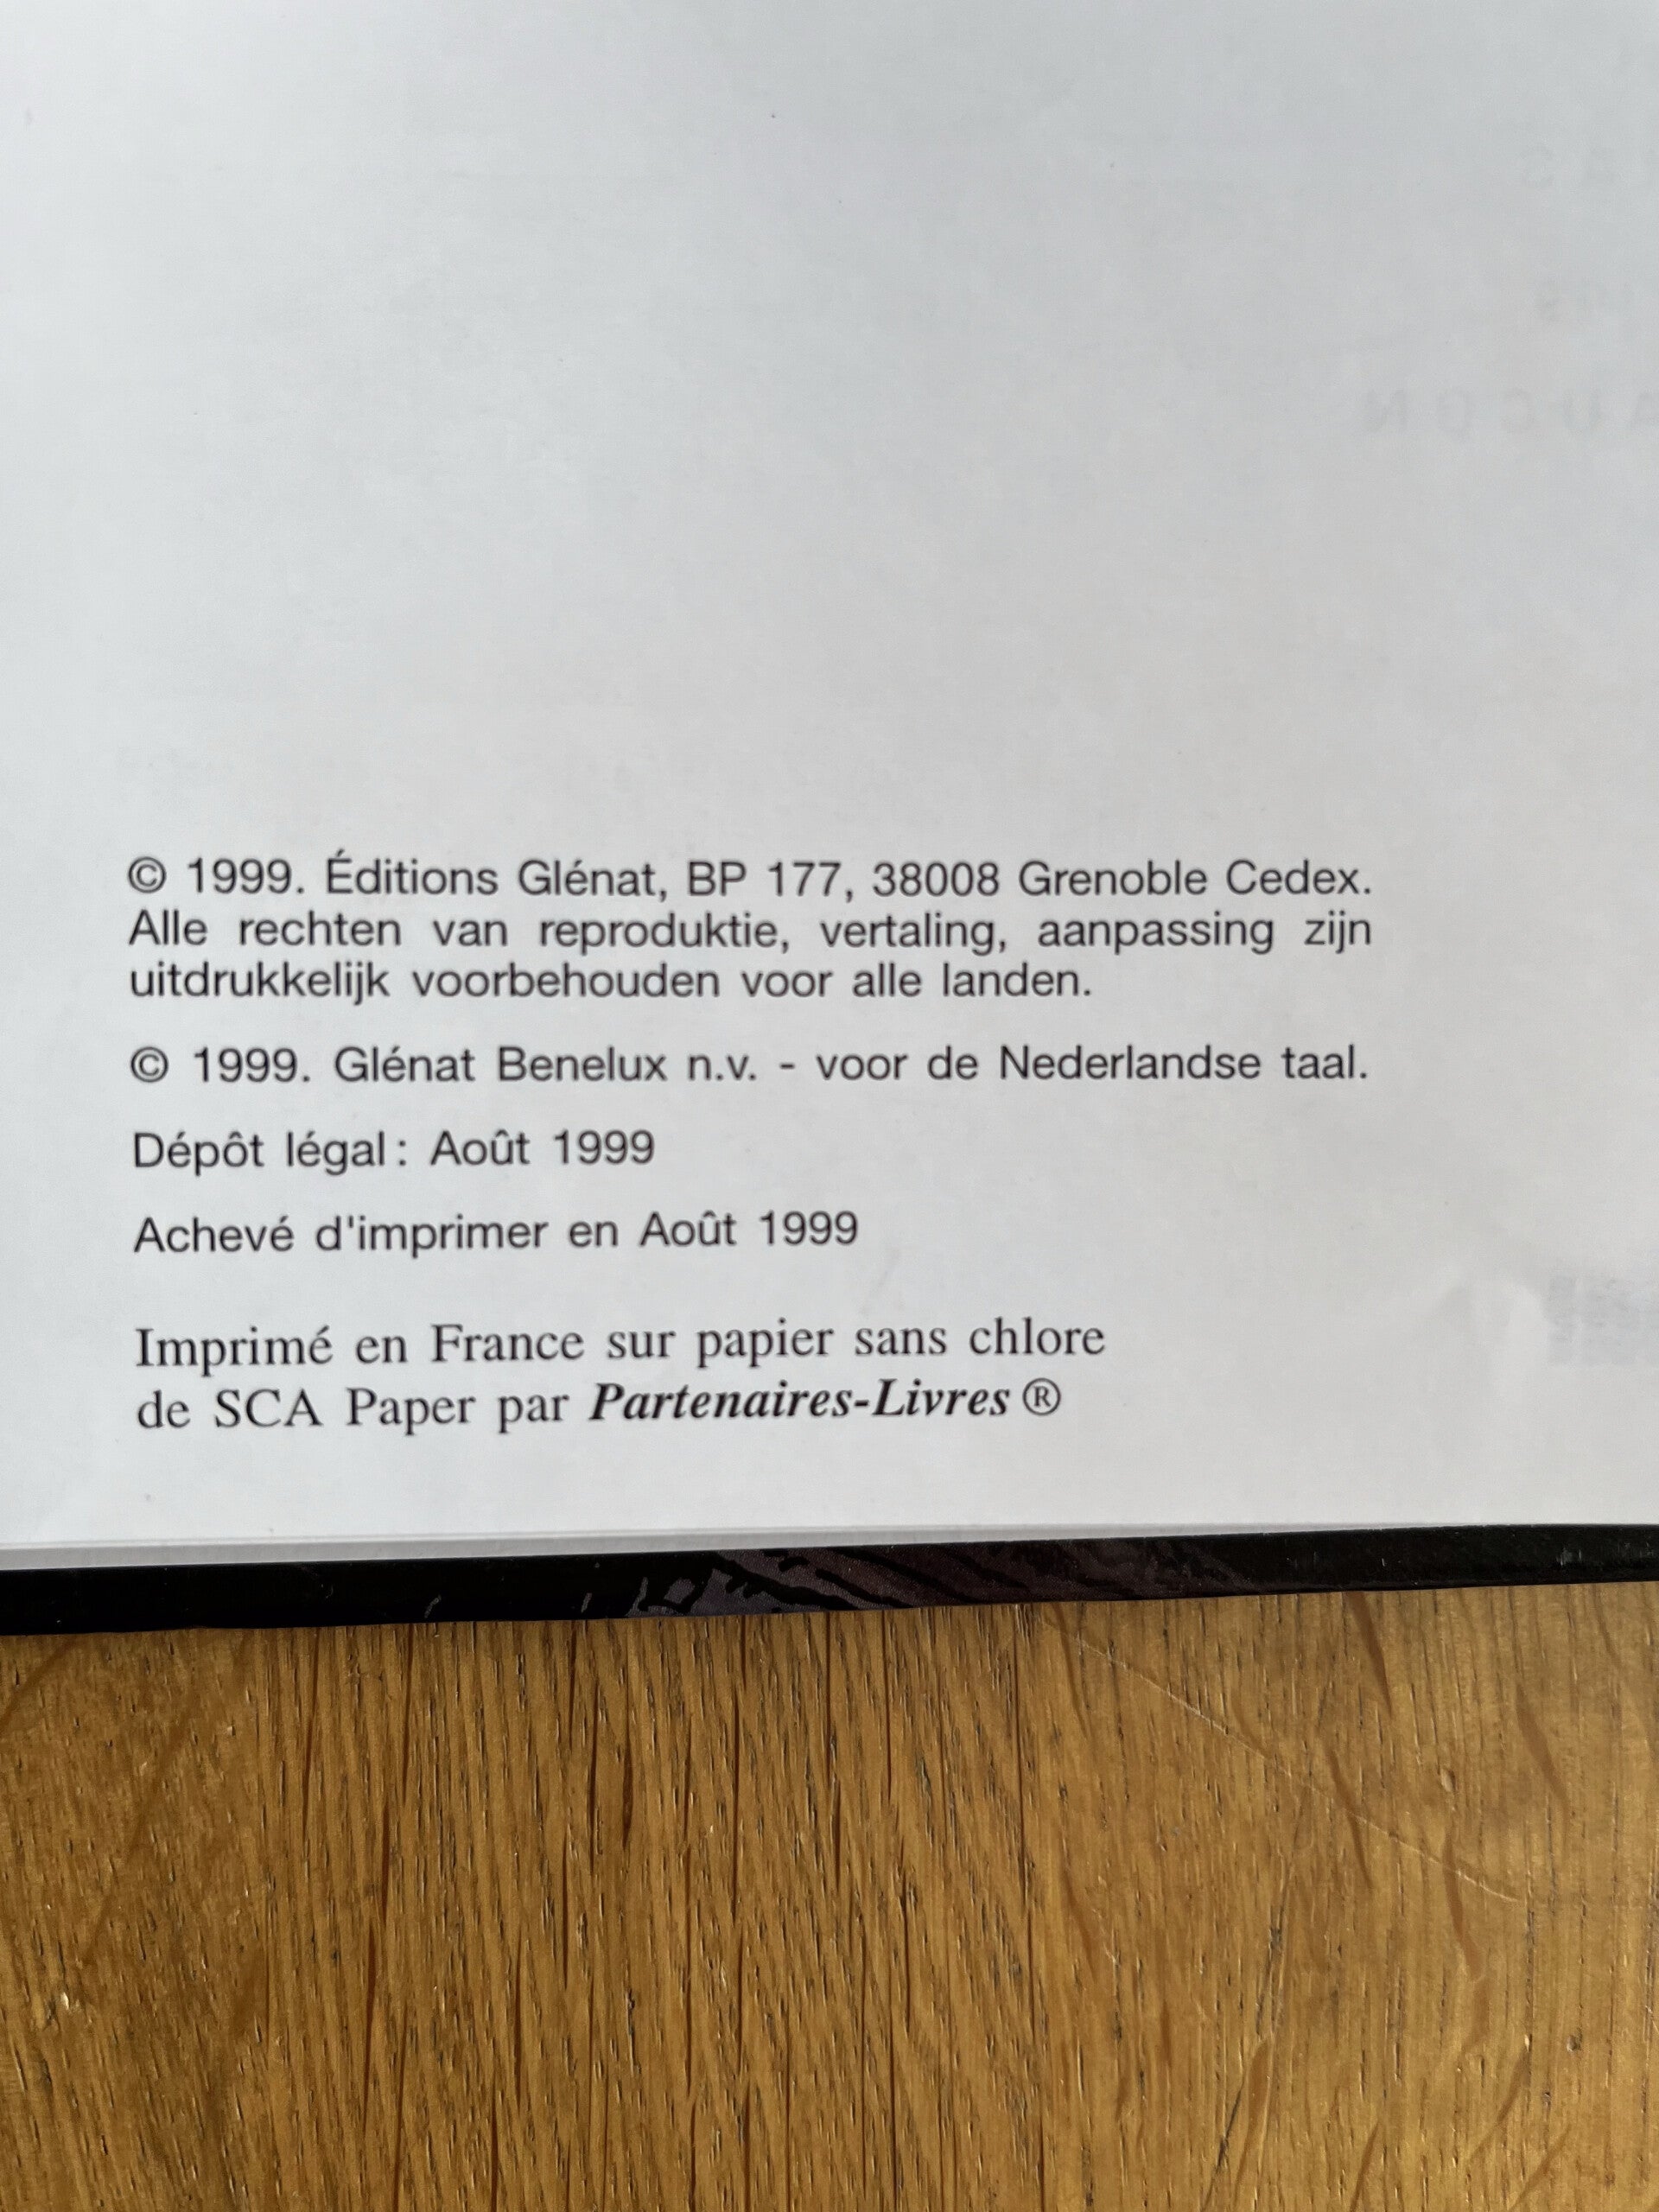 © 1999. Éditions Glénat, BP 177, 38008 Grenoble Cedex.
Alle rechten van reproduktie, vertaling, aanpassing zijn
uitdrukkelijk voorbehouden voor alle landen.
© 1999. Glénat Benelux n.v. - voor de Nederlandse taal.
Dépôt légal : Août 1999
Achevé d'imprimer en Août 1999
Imprimé en France sur papier sans chlore
de SCA Paper par Partenaires-Livres ®